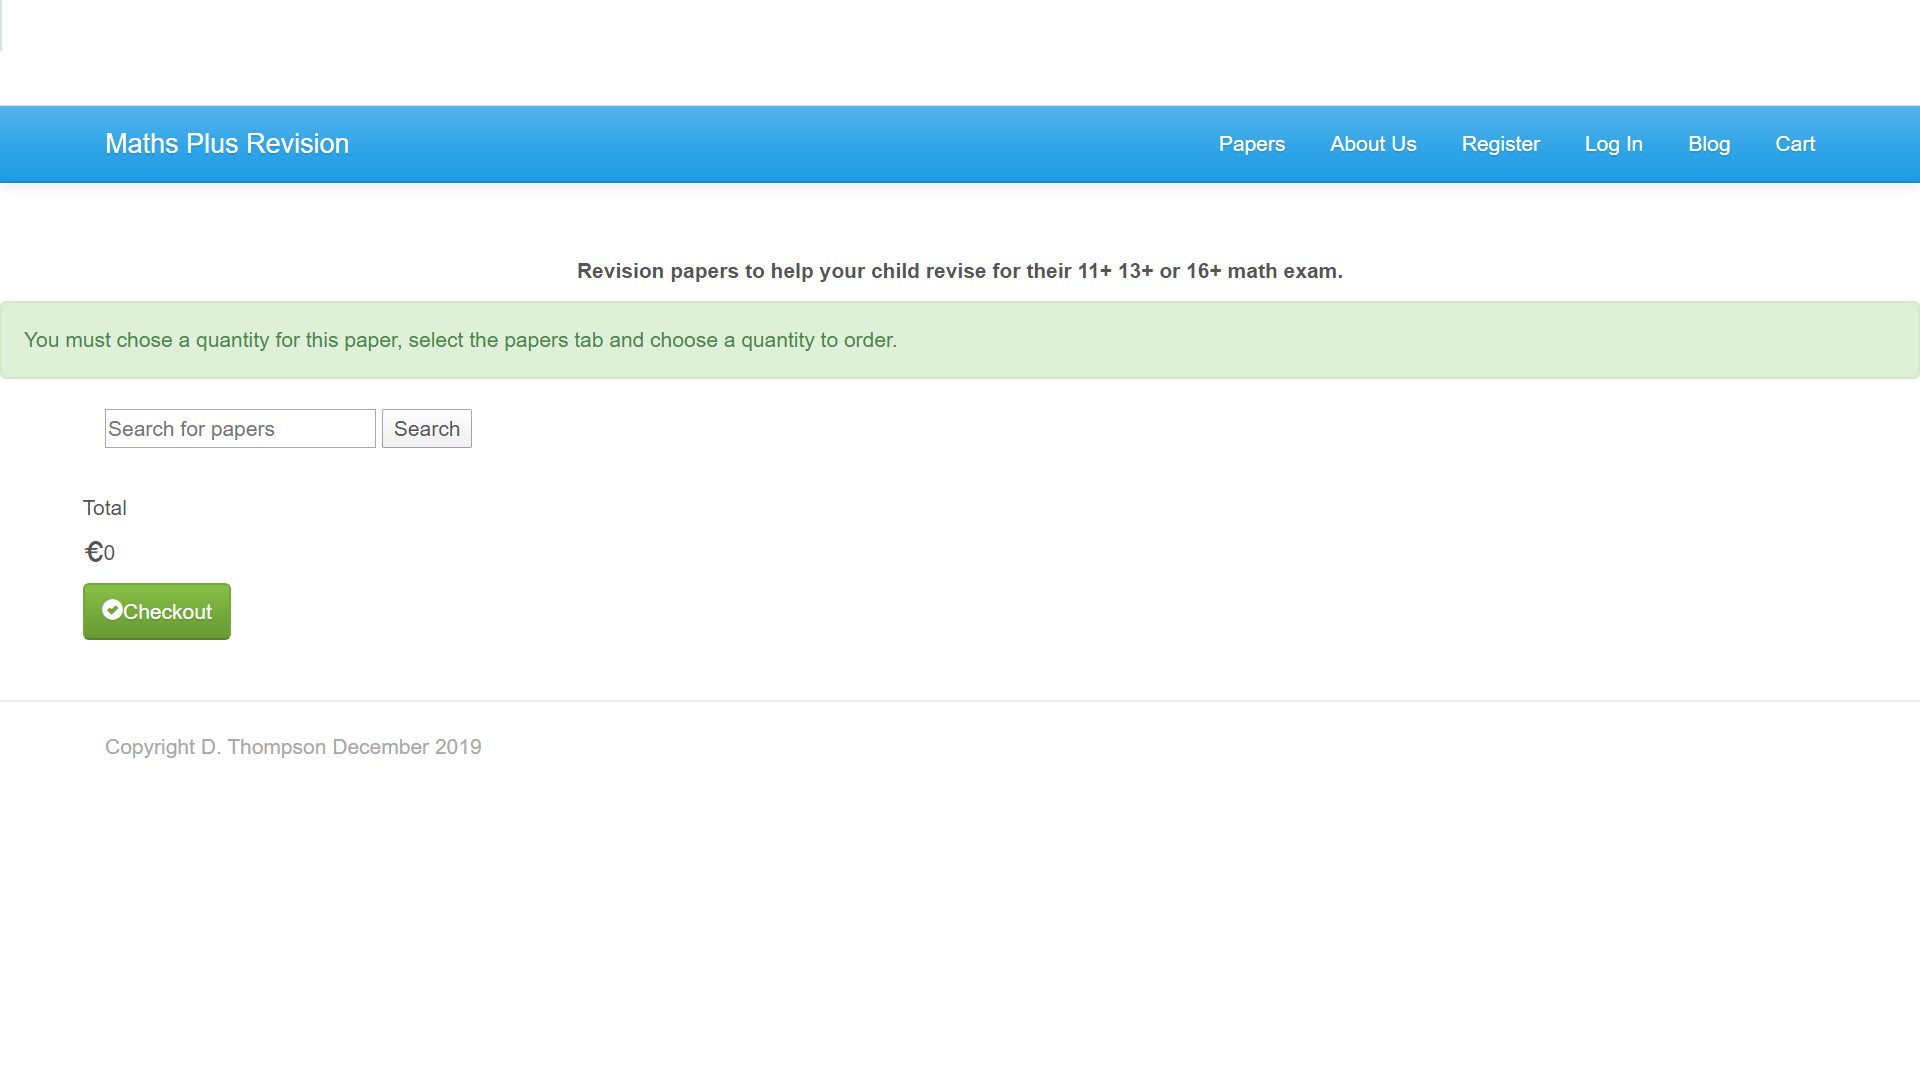 Maths Plus Revision
Papers
About Us
Register
Log In
Blog
Cart
Revision papers to help your child revise for their 11+ 13+ or 16+ math exam.
You must chose a quantity for this paper, select the papers tab and choose a quantity to order.
Search for papers
Search
Total
€0
Checkout
Copyright D. Thompson December 2019